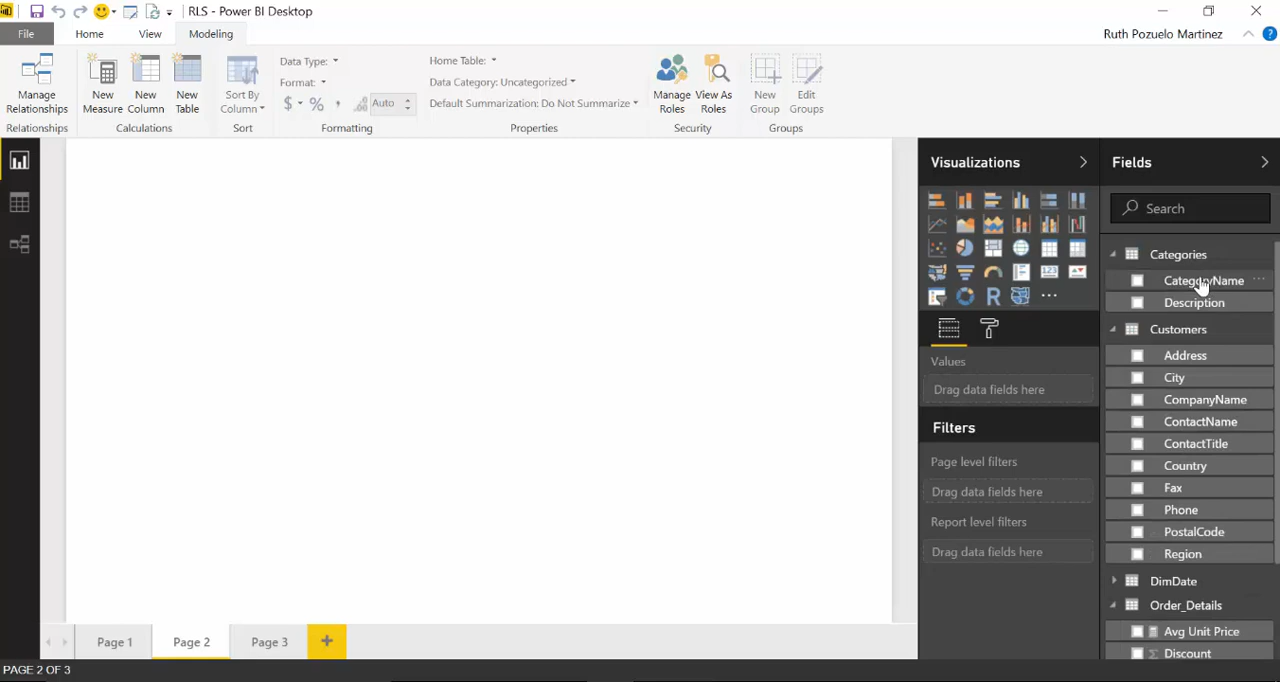 RLS - Power BI Desktop
File
Home
View
Modeling
Ruth Pozuelo Martinez
?
Manage
Relationships
Relationships
New
Measure
New
Column
New
Table
Calculations
Sort By
Column
Sort
Data Type:
Format:
$ % , Auto
Formatting
Home Table:
Data Category: Uncategorized
Default Summarization: Do Not Summarize
Properties
Manage
Roles
View As
Roles
Security
New
Group
Edit
Groups
Groups
Visualizations
R
Values
Drag data fields here
Filters
Page level filters
Drag data fields here
Report level filters
Drag data fields here
Fields
Search
Categories
CategoryName
Description
Customers
Address
City
CompanyName
ContactName
ContactTitle
Country
Fax
Phone
PostalCode
Region
DimDate
Order_Details
Avg Unit Price
Σ Discount
Page 1
Page 2
Page 3
+
PAGE 2 OF 3